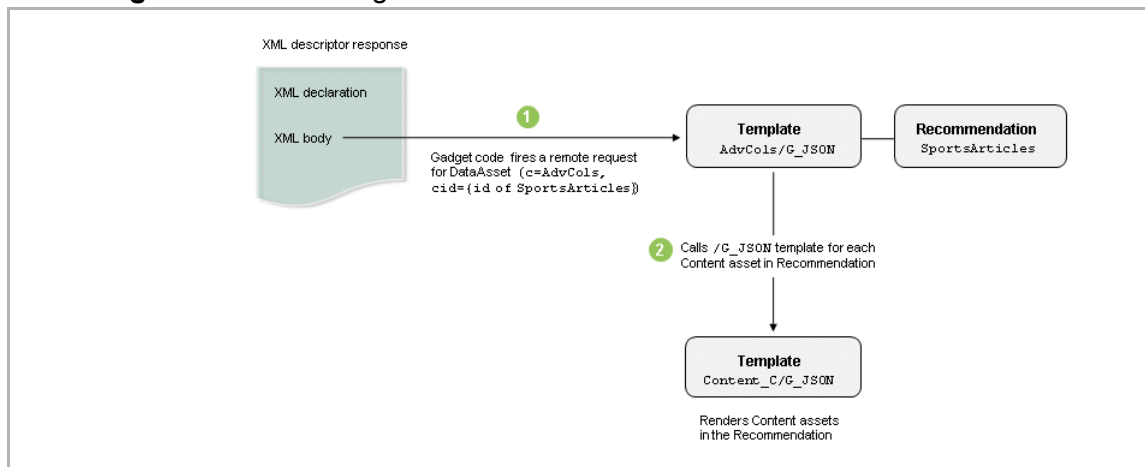 XML descriptor response
XML declaration
XML body
1
Gadget code fires a remote request
for DataAsset (c=AdvCols,
cid={id of SportsArticles})
Template
AdvCols/G_JSON
Recommendation
SportsArticles
2
Calls /G_JSON template for each
Content asset in Recommendation
Template
Content_C/G_JSON
Renders Content assets
in the Recommendation